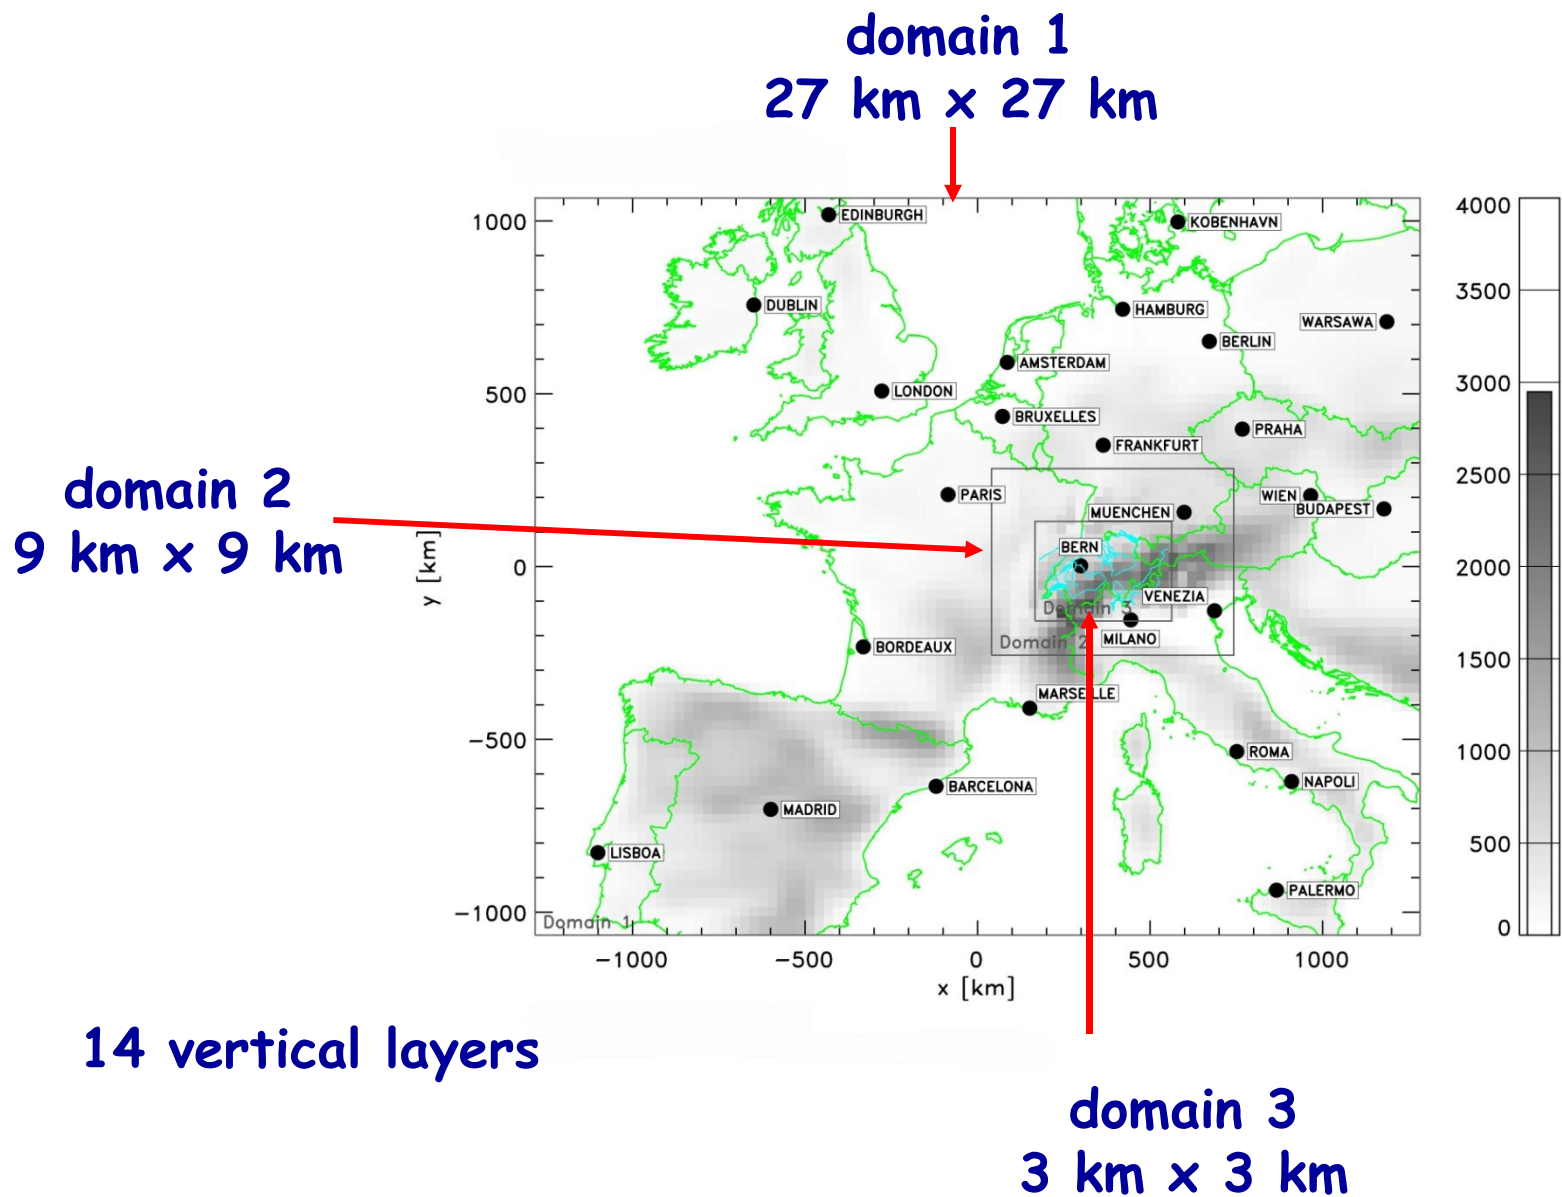 domain 1
27 km x 27 km
domain 2
9 km x 9 km
1000
500
0
−500
−1000
y [km]
EDINBURGH
KOBENHAVN
DUBLIN
HAMBURG
WARSAWA
BERLIN
AMSTERDAM
LONDON
BRUXELLES
PRAHA
FRANKFURT
PARIS
WIEN
MUENCHEN
BUDAPEST
BERN
VENEZIA
Domain 3
MILANO
Domain 2
BORDEAUX
MARSEILLE
ROMA
BARCELONA
NAPOLI
MADRID
LISBOA
PALERMO
Domain 1
−1000
−500
0
500
1000
x [km]
4000
3500
3000
2500
2000
1500
1000
500
0
14 vertical layers
domain 3
3 km x 3 km